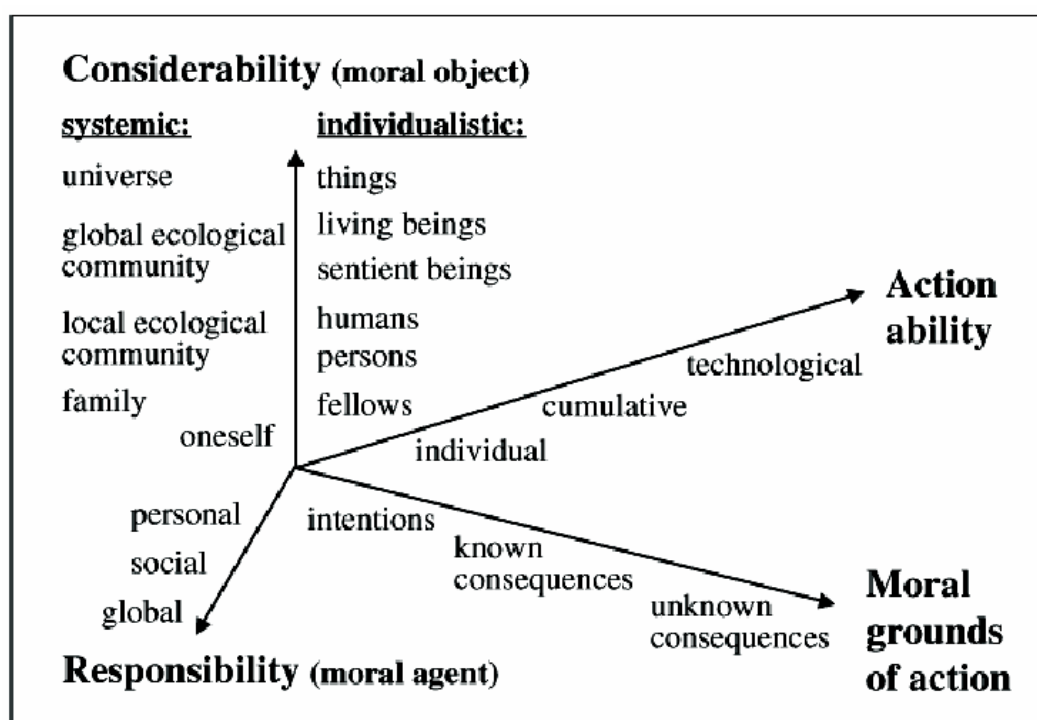 Considerability (moral object)
systemic:
individualistic:
universe
things
global ecological
community
living beings
sentient beings
local ecological
community
humans
persons
family
fellows
oneself
Action
ability
technological
cumulative
individual
personal
social
global
intentions
known
consequences
unknown
consequences
Moral
grounds
of action
Responsibility (moral agent)